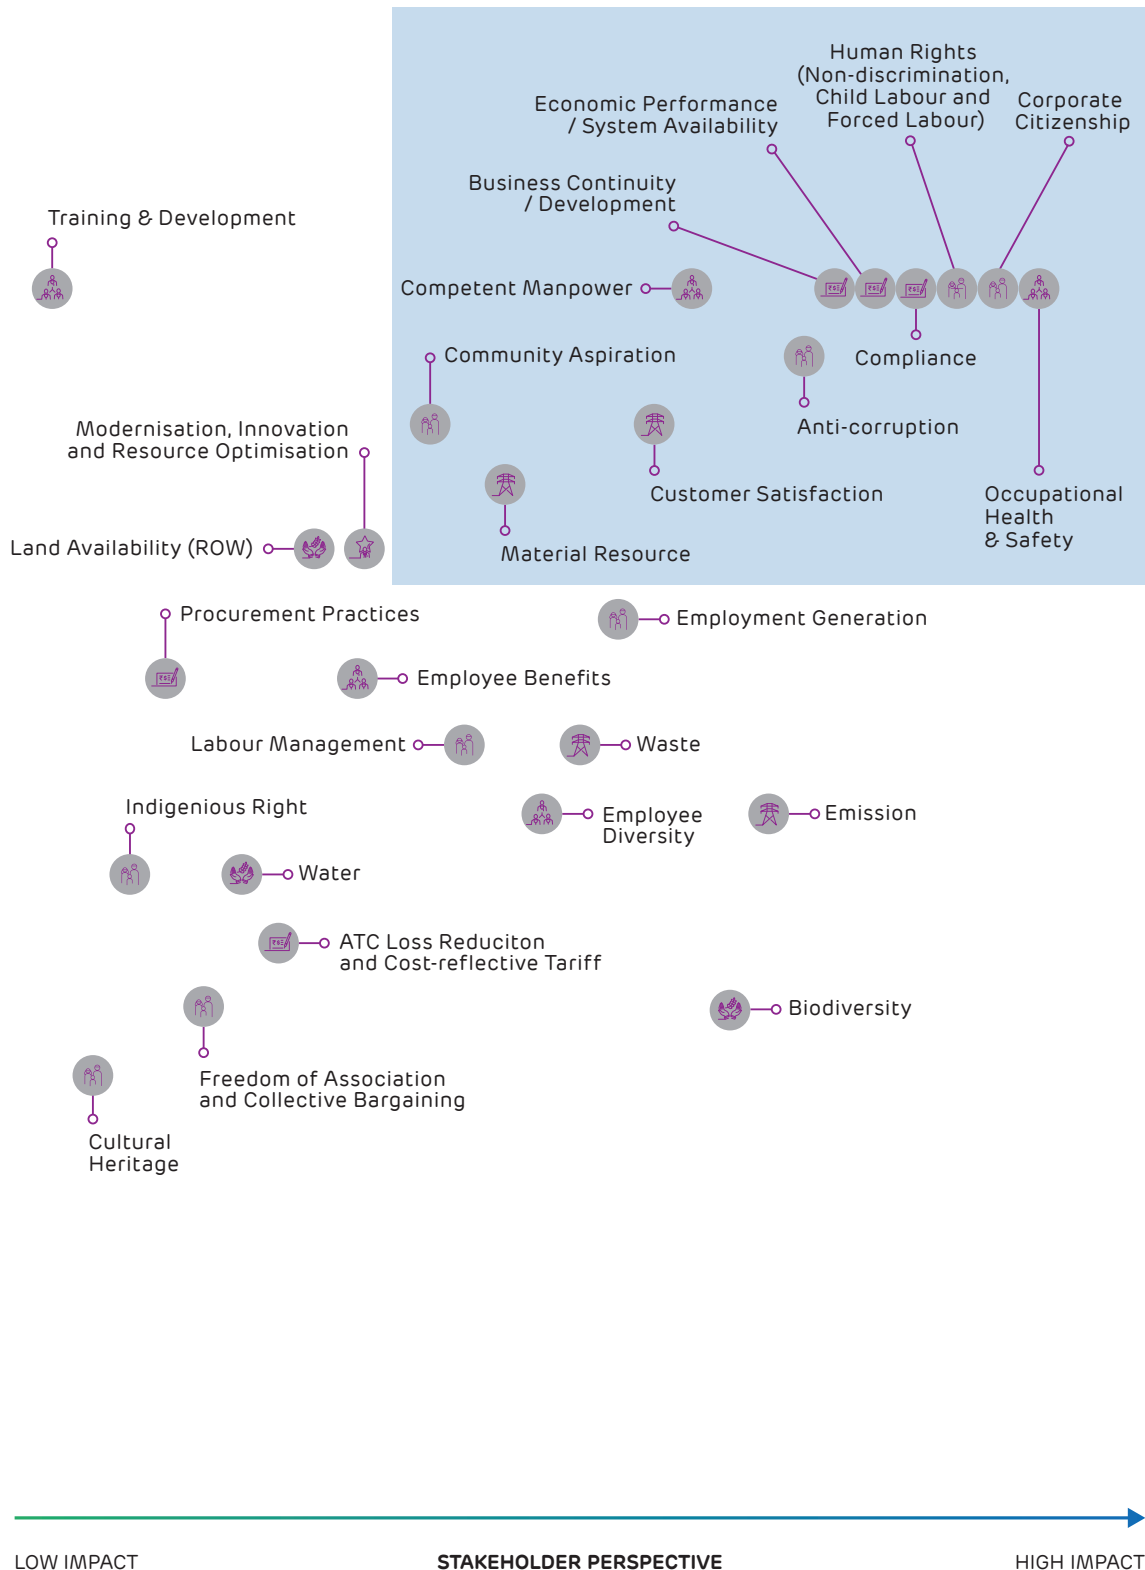 Human Rights
(Non-discrimination,
Child Labour and
Forced Labour)
Corporate
Citizenship
Economic Performance
/ System Availability
Business Continuity
/ Development
Training & Development
Competent Manpower
Community Aspiration
Compliance
Anti-corruption
Modernisation, Innovation
and Resource Optimisation
Customer Satisfaction
Occupational
Health
& Safety
Land Availability (ROW)
Material Resource
Procurement Practices
Employment Generation
Employee Benefits
Labour Management
Waste
Indigenious Right
Employee
Diversity
Emission
Water
ATC Loss Reduciton
and Cost-reflective Tariff
Biodiversity
Freedom of Association
and Collective Bargaining
Cultural
Heritage
LOW IMPACT
STAKEHOLDER PERSPECTIVE
HIGH IMPACT